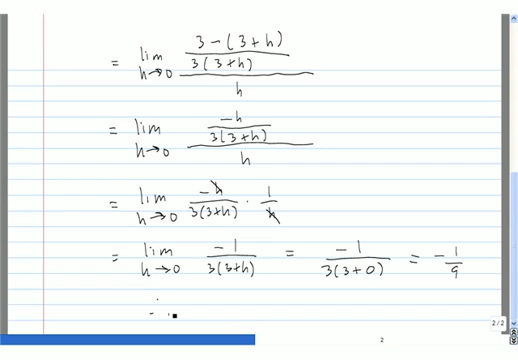 = lim h→0 (3-(3+h) / 3(3+h)) / h
= lim h→0 (-h / 3(3+h)) / h
= lim h→0 -h / 3(3+h) · 1 / h
= lim h→0 -1 / 3(3+h) = -1 / 3(3+0) = -1/9
∴
2/2
2